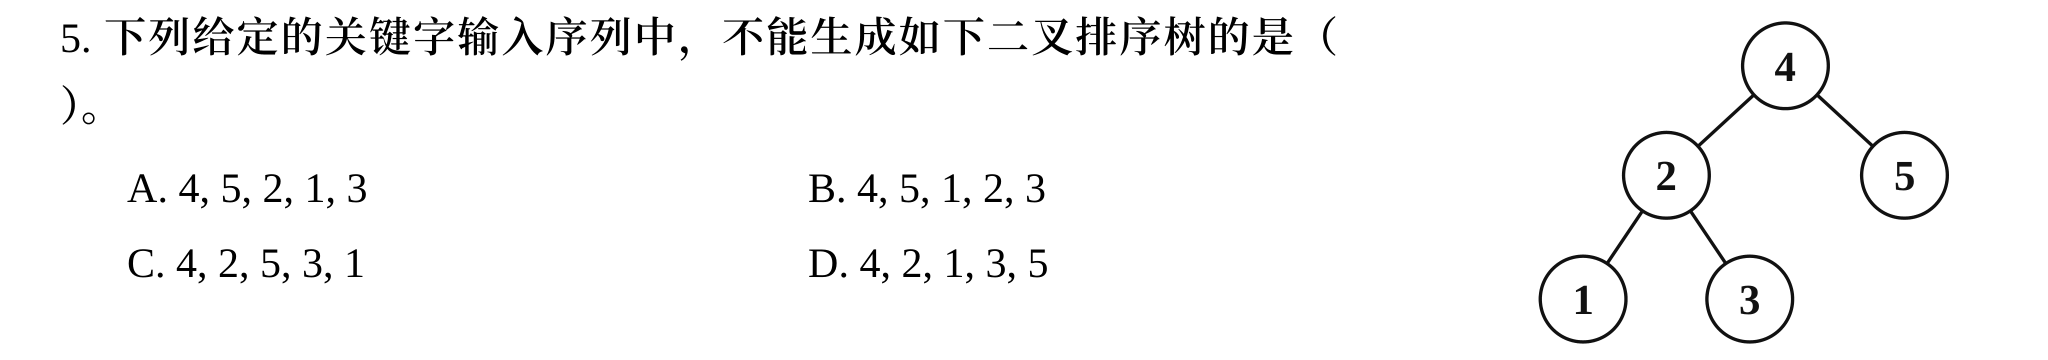 5. 下列给定的关键字输入序列中，不能生成如下二叉排序树的是（
）。
A. 4, 5, 2, 1, 3
B. 4, 5, 1, 2, 3
C. 4, 2, 5, 3, 1
D. 4, 2, 1, 3, 5
4
2
5
1
3